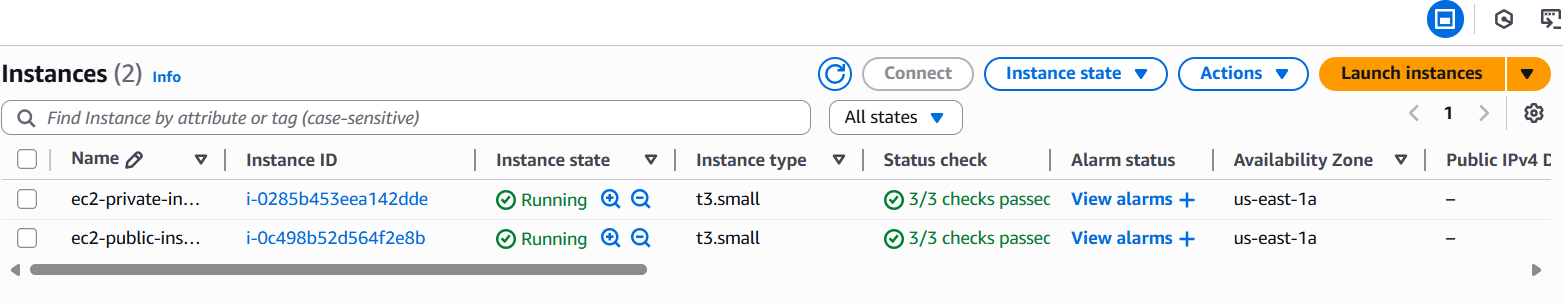 Instances (2) Info
Connect
Instance state
Actions
Launch instances
Find Instance by attribute or tag (case-sensitive)
All states
1
Name Instance ID Instance state Instance type Status check Alarm status Availability Zone Public IPv4 D
ec2-private-in... i-0285b453eea142dde Running t3.small 3/3 checks passec View alarms + us-east-1a –
ec2-public-ins... i-0c498b52d564f2e8b Running t3.small 3/3 checks passec View alarms + us-east-1a –